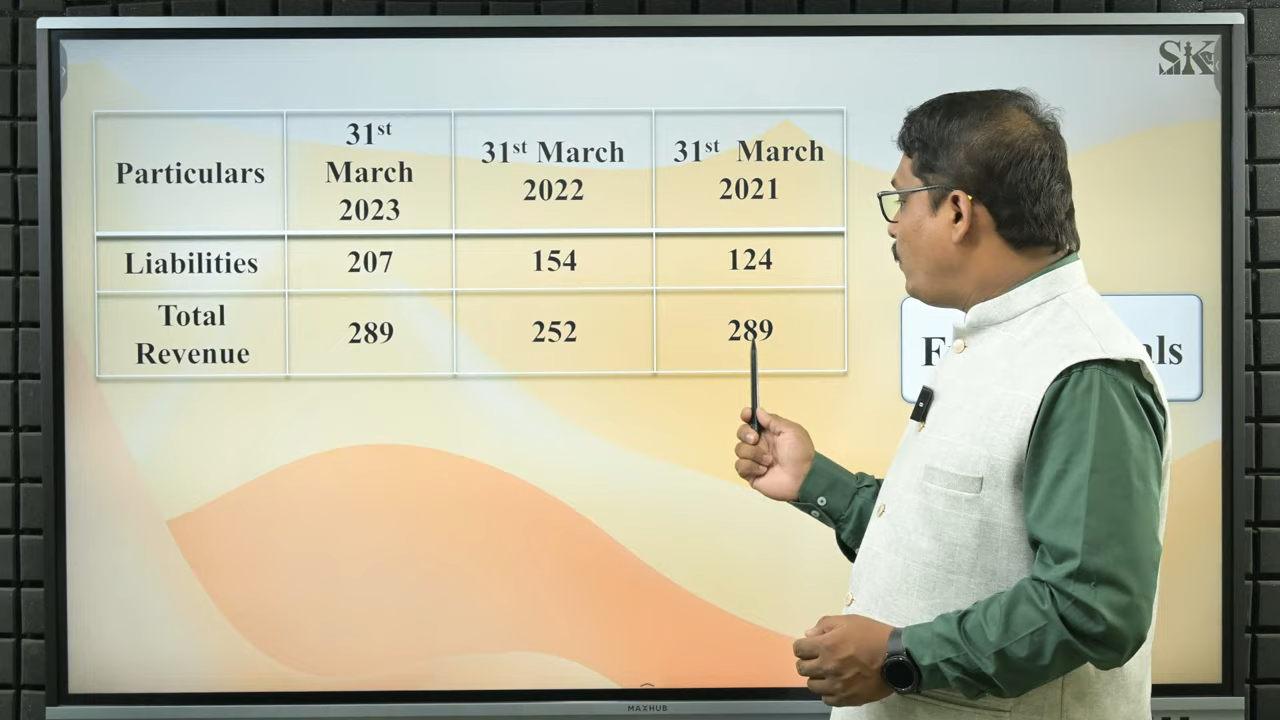 SK
Particulars
31st
March
2023
31st March
2022
31st March
2021
Liabilities
207
154
124
Total
Revenue
289
252
289
MAXHUB